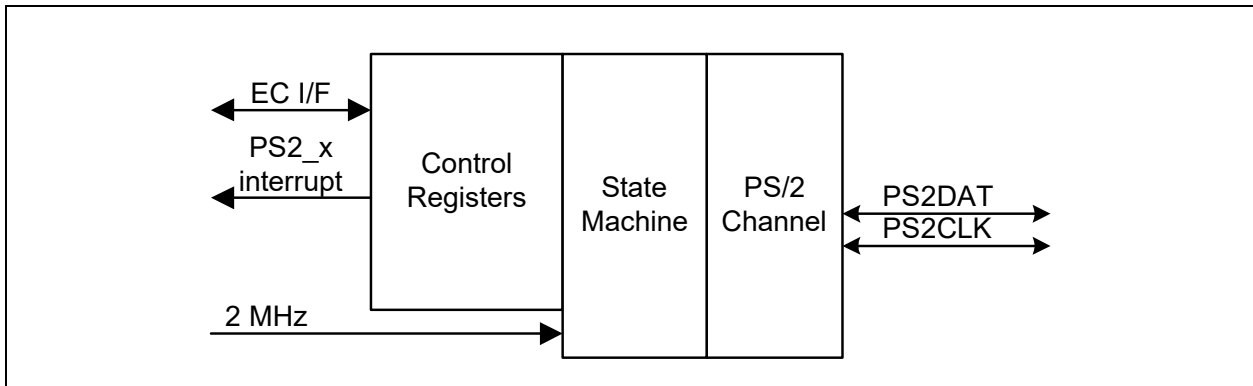 EC I/F
PS2_x
interrupt
Control
Registers
State
Machine
PS/2
Channel
PS2DAT
PS2CLK
2 MHz